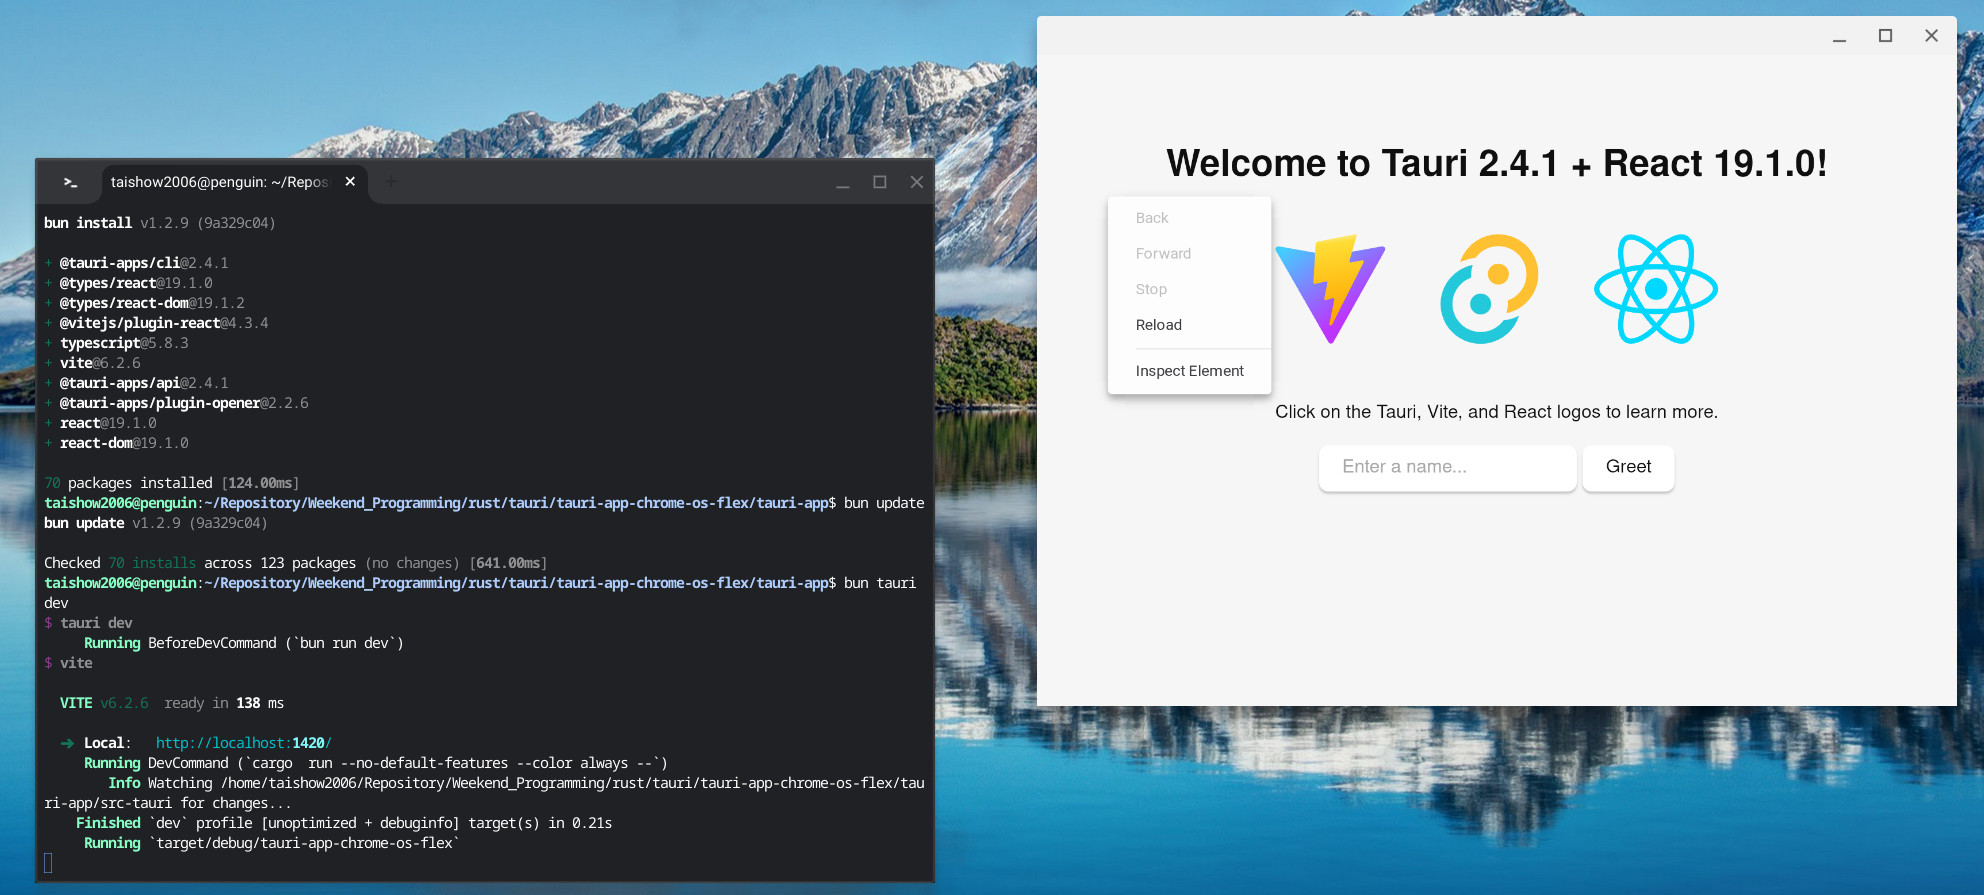 taishow2006@penguin: ~/Repos
bun install v1.2.9 (9a329c04)
+ @tauri-apps/cli@2.4.1
+ @types/react@19.1.0
+ @types/react-dom@19.1.2
+ @vitejs/plugin-react@4.3.4
+ typescript@5.8.3
+ vite@6.2.6
+ @tauri-apps/api@2.4.1
+ @tauri-apps/plugin-opener@2.2.6
+ react@19.1.0
+ react-dom@19.1.0
70 packages installed [124.00ms]
taishow2006@penguin:~/Repository/Weekend_Programming/rust/tauri/tauri-app-chrome-os-flex/tauri-app$ bun update
bun update v1.2.9 (9a329c04)
Checked 70 installs across 123 packages (no changes) [641.00ms]
taishow2006@penguin:~/Repository/Weekend_Programming/rust/tauri/tauri-app-chrome-os-flex/tauri-app$ bun tauri
dev
$ tauri dev
Running BeforeDevCommand (`bun run dev`)
$ vite
VITE v6.2.6 ready in 138 ms
➜ Local: http://localhost:1420/
Running DevCommand (`cargo  run --no-default-features --color always --`)
Info Watching /home/taishow2006/Repository/Weekend_Programming/rust/tauri/tauri-app-chrome-os-flex/tau
ri-app/src-tauri for changes...
Finished `dev` profile [unoptimized + debuginfo] target(s) in 0.21s
Running `target/debug/tauri-app-chrome-os-flex`
Welcome to Tauri 2.4.1 + React 19.1.0!
Back
Forward
Stop
Reload
Inspect Element
Click on the Tauri, Vite, and React logos to learn more.
Enter a name...
Greet